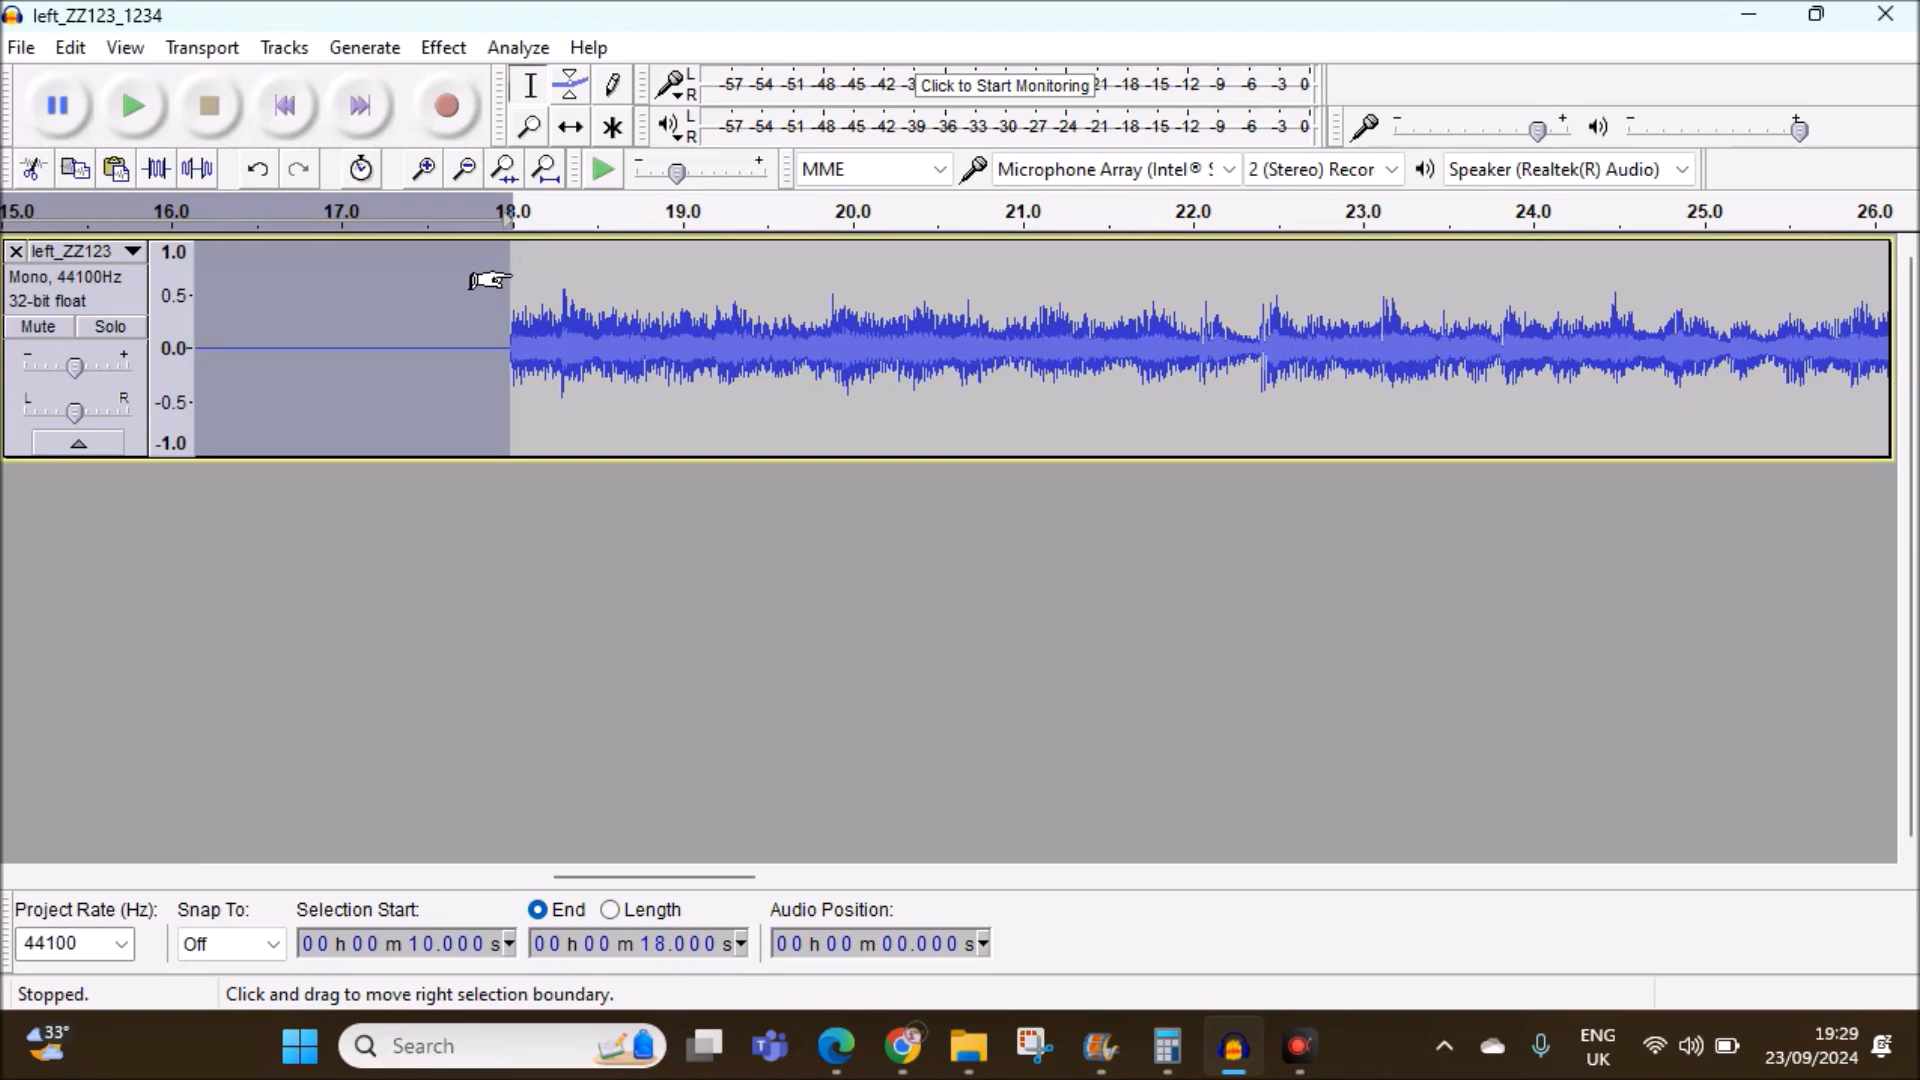 left_ZZ123_1234
File Edit View Transport Tracks Generate Effect Analyze Help
L
R
-57 -54 -51 -48 -45 -42 -3 Click to Start Monitoring 21 -18 -15 -12 -9 -6 -3 0
L
R
-57 -54 -51 -48 -45 -42 -39 -36 -33 -30 -27 -24 -21 -18 -15 -12 -9 -6 -3 0
- + - +
- +
MME Microphone Array (Intel® 2 (Stereo) Recor Speaker (Realtek(R) Audio)
15.0 16.0 17.0 18.0 19.0 20.0 21.0 22.0 23.0 24.0 25.0 26.0
left_ZZ123
Mono, 44100Hz
32-bit float
Mute Solo
- +
L R
1.0
0.5
0.0
-0.5
-1.0
Project Rate (Hz): Snap To: Selection Start: End Length Audio Position:
44100 Off 00 h 00 m 10.000 s 00 h 00 m 18.000 s 00 h 00 m 00.000 s
Stopped. Click and drag to move right selection boundary.
33°
Search
ENG
UK
19:29
23/09/2024